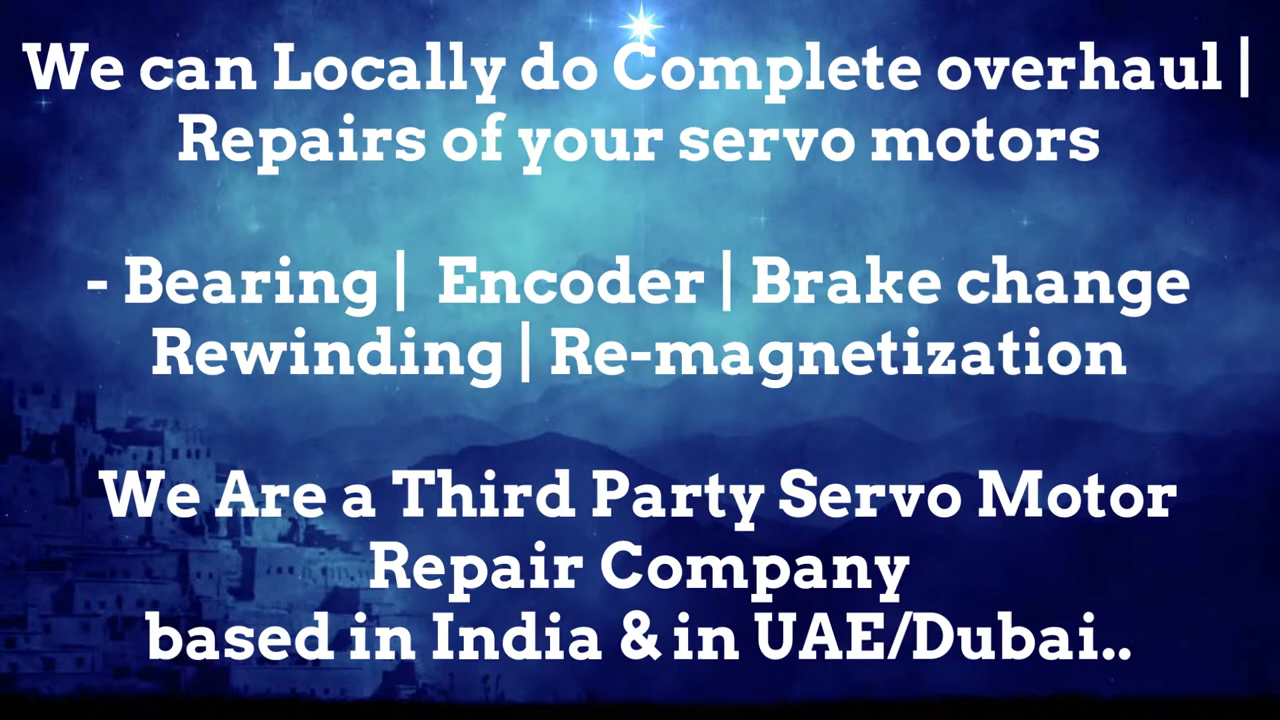 We can Locally do Complete overhaul |
Repairs of your servo motors
- Bearing |  Encoder | Brake change
Rewinding | Re-magnetization
We Are a Third Party Servo Motor
Repair Company
based in India & in UAE/Dubai..